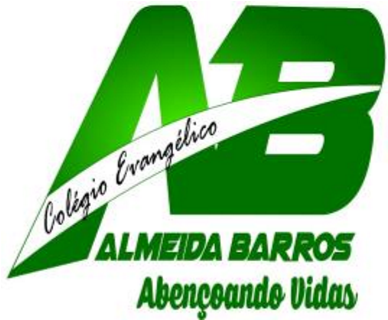 AB
Colégio Evangélico
ALMEIDA BARROS
Abençoando Vidas